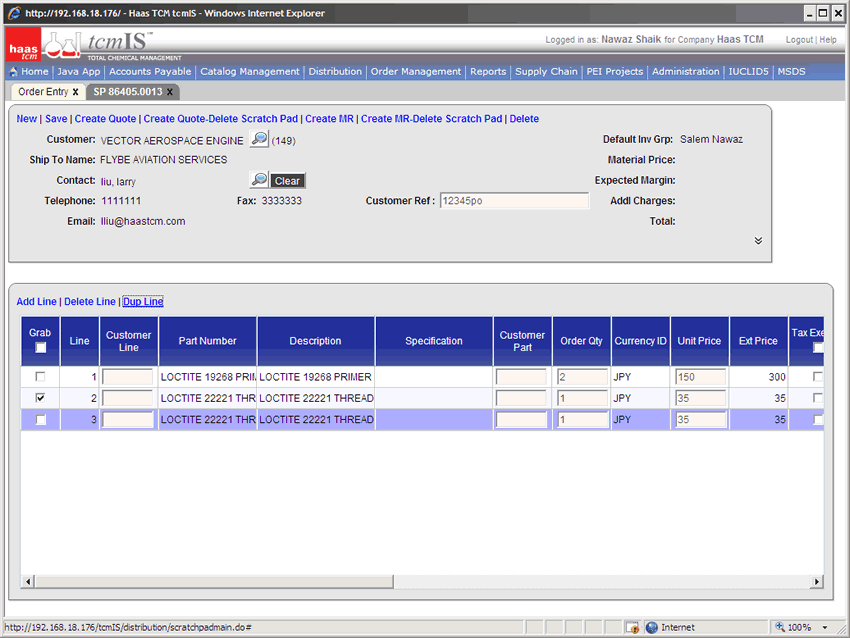 http://192.168.18.176/ - Haas TCM tcmIS - Windows Internet Explorer
haas tcm
tcmIS™
TOTAL CHEMICAL MANAGEMENT
Logged in as: Nawaz Shaik for Company Haas TCM Logout | Help
Home | Java App | Accounts Payable | Catalog Management | Distribution | Order Management | Reports | Supply Chain | PEI Projects | Administration | IUCLID5 | MSDS
Order Entry x SP 86405.0013 x
New | Save | Create Quote | Create Quote-Delete Scratch Pad | Create MR | Create MR-Delete Scratch Pad | Delete
Customer: VECTOR AEROSPACE ENGINE (149) Default Inv Grp: Salem Nawaz
Ship To Name: FLYBE AVIATION SERVICES Material Price:
Contact: liu, larry Clear Expected Margin:
Telephone: 1111111 Fax: 3333333 Customer Ref : 12345po Addl Charges:
Email: lliu@haastcm.com Total:
Add Line | Delete Line | Dup Line
Grab Line Customer Line Part Number Description Specification Customer Part Order Qty Currency ID Unit Price Ext Price Tax Exe
1 LOCTITE 19268 PRI LOCTITE 19268 PRIMER 2 JPY 150 300
2 LOCTITE 22221 THR LOCTITE 22221 THREAD 1 JPY 35 35
3 LOCTITE 22221 THR LOCTITE 22221 THREAD 1 JPY 35 35
http://192.168.18.176/tcmIS/distribution/scratchpadmain.do# Internet 100%